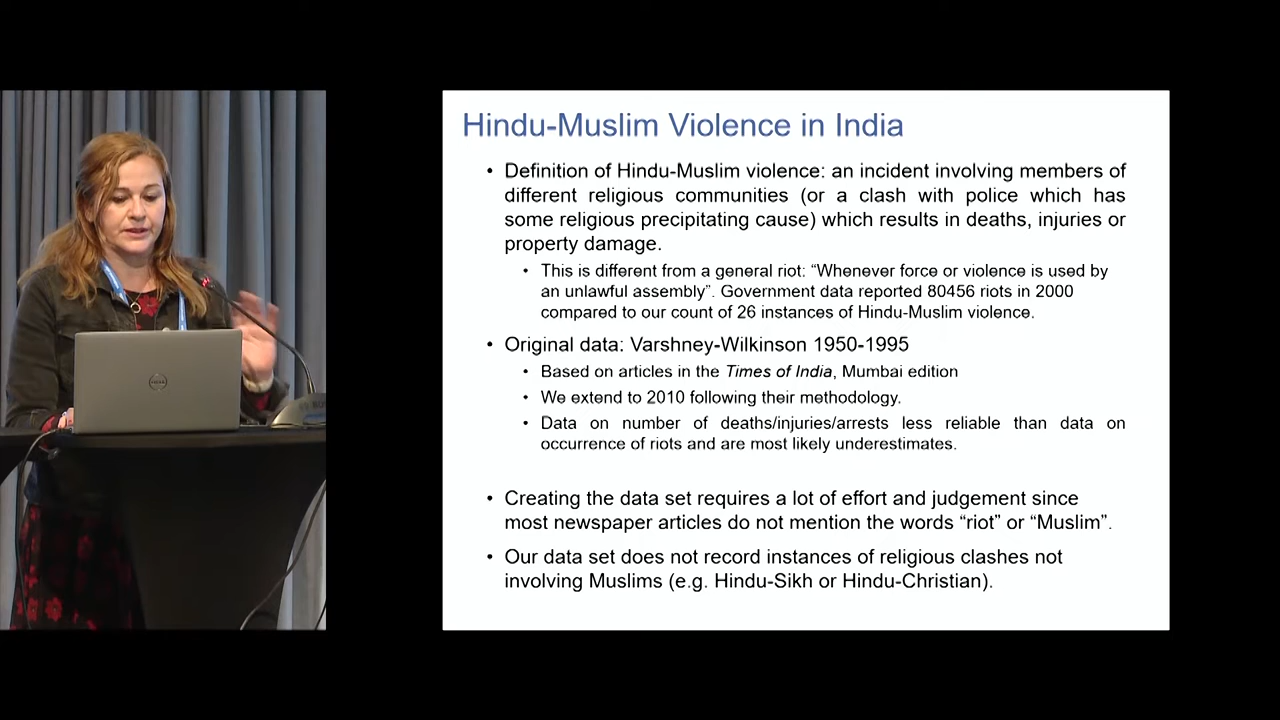 Hindu-Muslim Violence in India
• Definition of Hindu-Muslim violence: an incident involving members of
different religious communities (or a clash with police which has
some religious precipitating cause) which results in deaths, injuries or
property damage.
• This is different from a general riot: “Whenever force or violence is used by
an unlawful assembly”. Government data reported 80456 riots in 2000
compared to our count of 26 instances of Hindu-Muslim violence.
• Original data: Varshney-Wilkinson 1950-1995
• Based on articles in the Times of India, Mumbai edition
• We extend to 2010 following their methodology.
• Data on number of deaths/injuries/arrests less reliable than data on
occurrence of riots and are most likely underestimates.
• Creating the data set requires a lot of effort and judgement since
most newspaper articles do not mention the words “riot” or “Muslim”.
• Our data set does not record instances of religious clashes not
involving Muslims (e.g. Hindu-Sikh or Hindu-Christian).